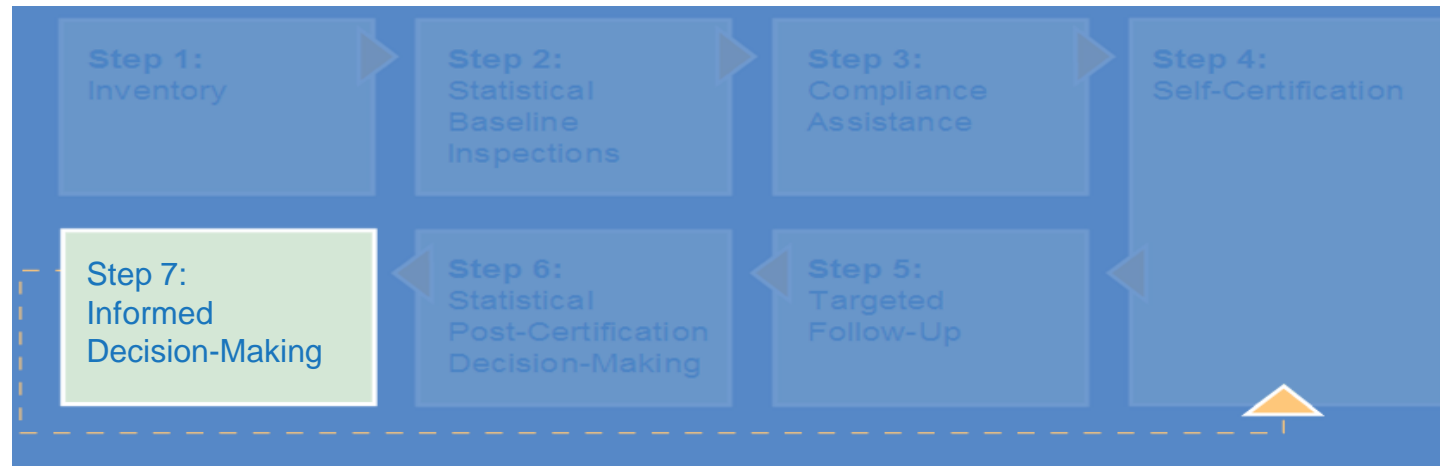 Step 1:
Inventory
Step 2:
Statistical
Baseline
Inspections
Step 3:
Compliance
Assistance
Step 4:
Self-Certification
Step 7:
Informed
Decision-Making
Step 6:
Statistical
Post-Certification
Decision-Making
Step 5:
Targeted
Follow-Up